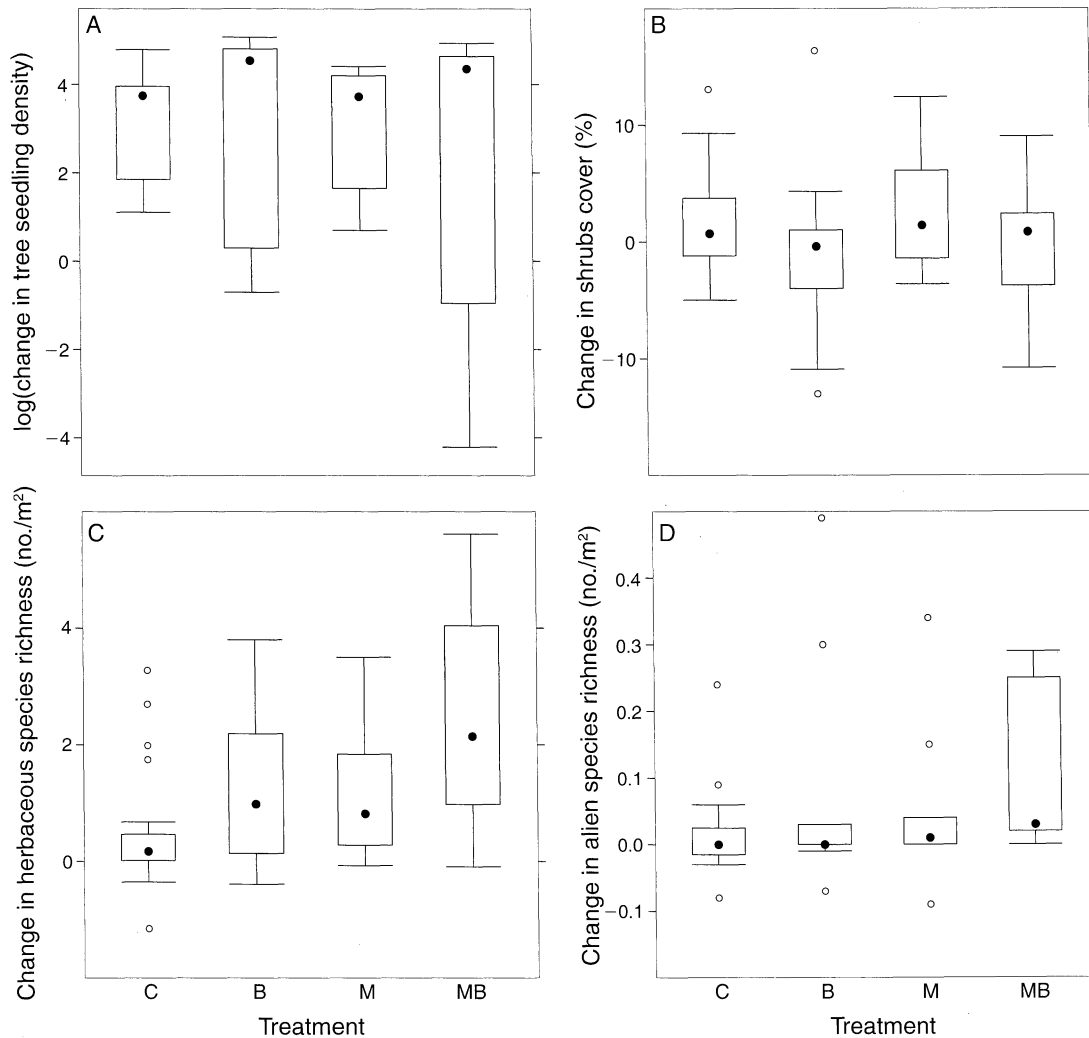 A
log(change in tree seedling density)
4
2
0
−2
−4
B
Change in shrubs cover (%)
10
0
−10
C
Change in herbaceous species richness (no./m²)
4
2
0
C B M MB
Treatment
D
Change in alien species richness (no./m²)
0.4
0.3
0.2
0.1
0.0
−0.1
C B M MB
Treatment